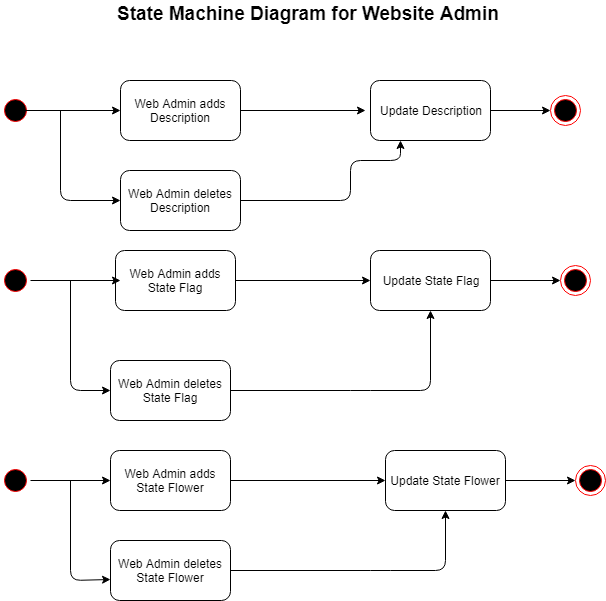 State Machine Diagram for Website Admin
Web Admin adds
Description
Update Description
Web Admin deletes
Description
Web Admin adds
State Flag
Update State Flag
Web Admin deletes
State Flag
Web Admin adds
State Flower
Update State Flower
Web Admin deletes
State Flower